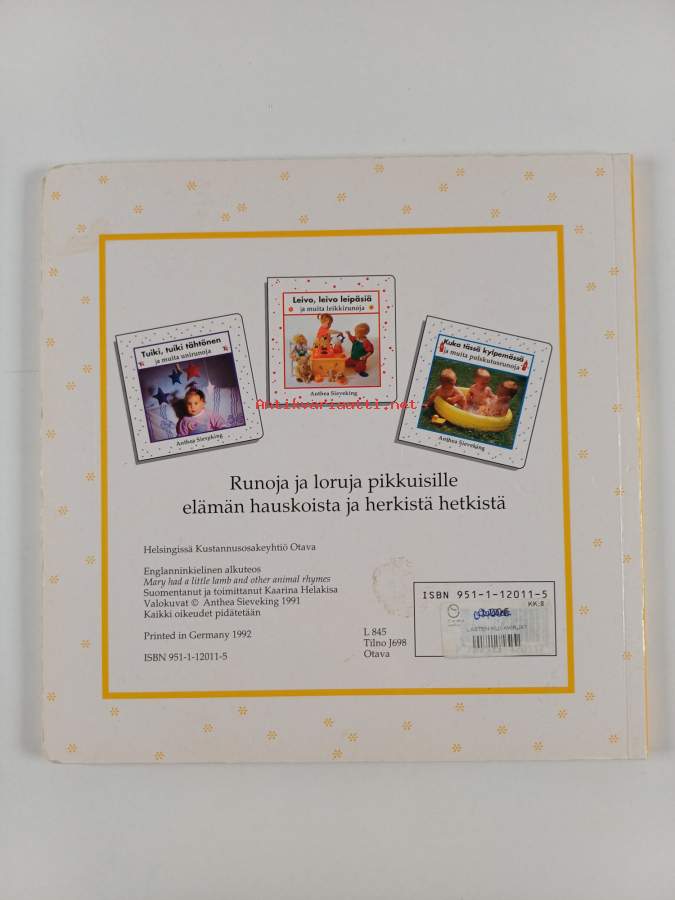 Leivo, leivo leipäsiä
ja muita leikkirunoja
Anthea Sieveking
Tuiki, tuiki tähtönen
ja muita unirunoja
Anthea Sieveking
Kuka tässä kylpemässä
ja muita polskutusrunoja
Anthea Sieveking
Antikvariaatti.net
Runoja ja loruja pikkuisille
elämän hauskoista ja herkistä hetkistä
Helsingissä Kustannusosakeyhtiö Otava
Englanninkielinen alkuteos
Mary had a little lamb and other animal rhymes
Suomentanut ja toimittanut Kaarina Helakisa
Valokuvat © Anthea Sieveking 1991
Kaikki oikeudet pidätetään
Printed in Germany 1992
ISBN 951-1-12011-5
L 845
Tilno J698
Otava
ISBN 951-1-12011-5
KK:8